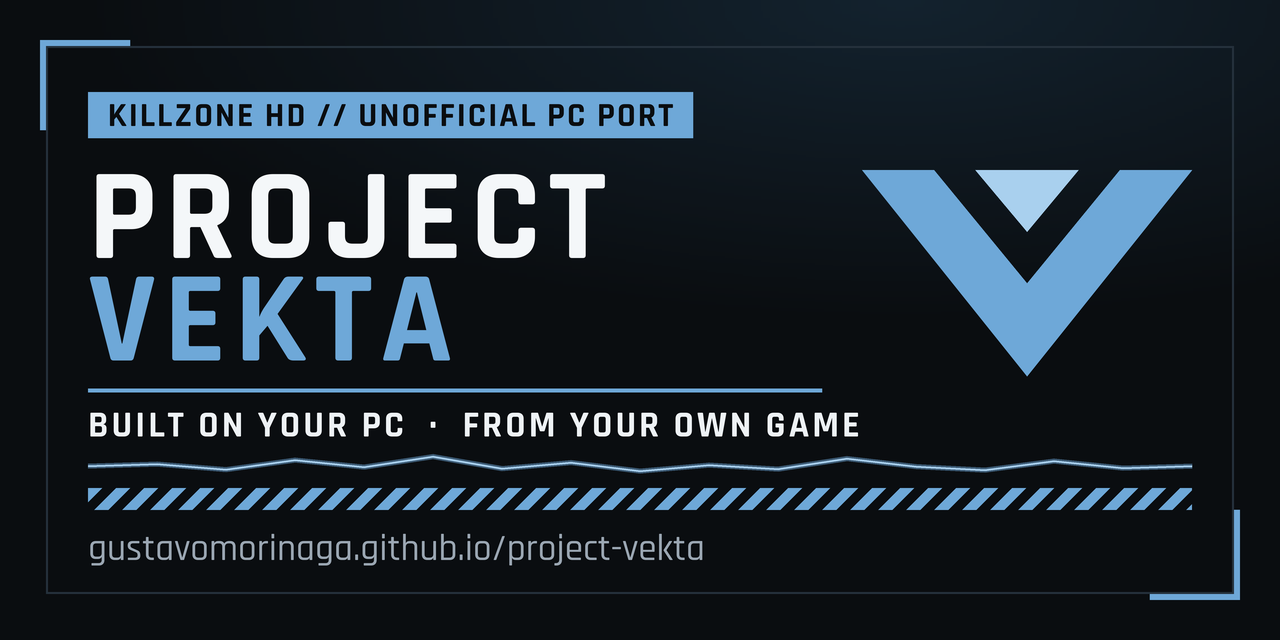 KILLZONE HD // UNOFFICIAL PC PORT
PROJECT
VEKTA
BUILT ON YOUR PC · FROM YOUR OWN GAME
gustavomorinaga.github.io/project-vekta